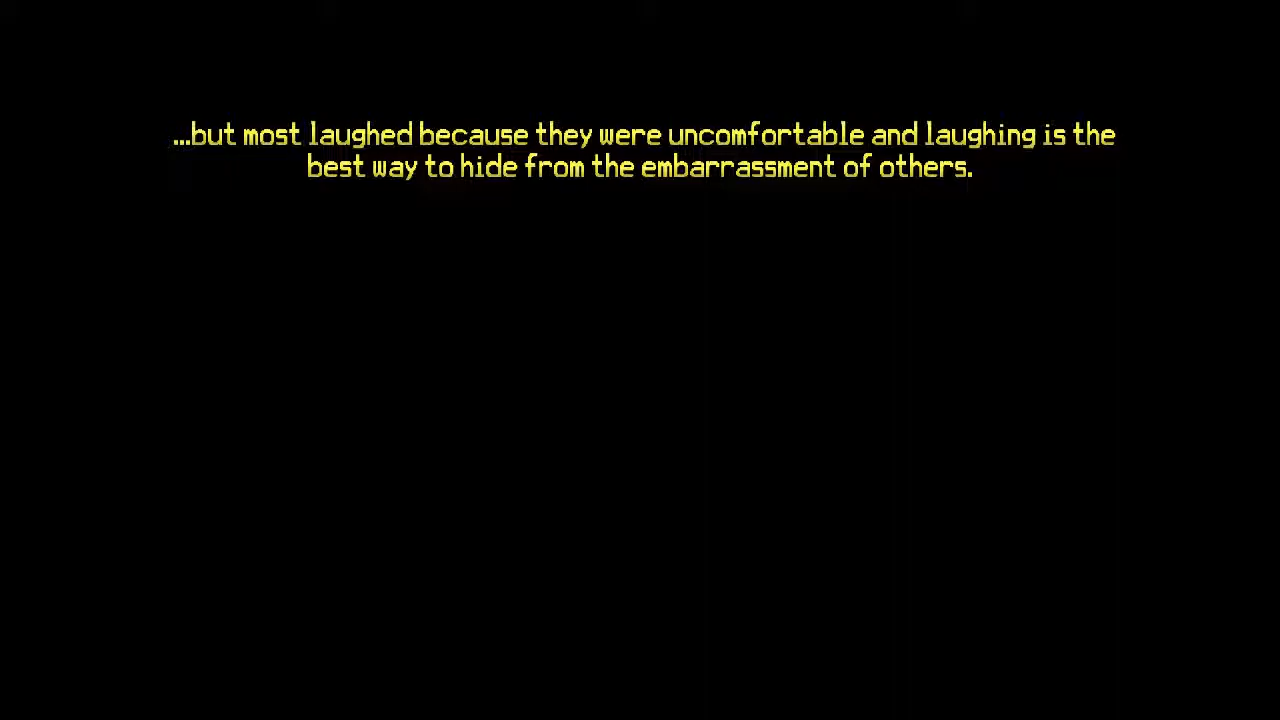 ...but most laughed because they were uncomfortable and laughing is the
best way to hide from the embarrassment of others.